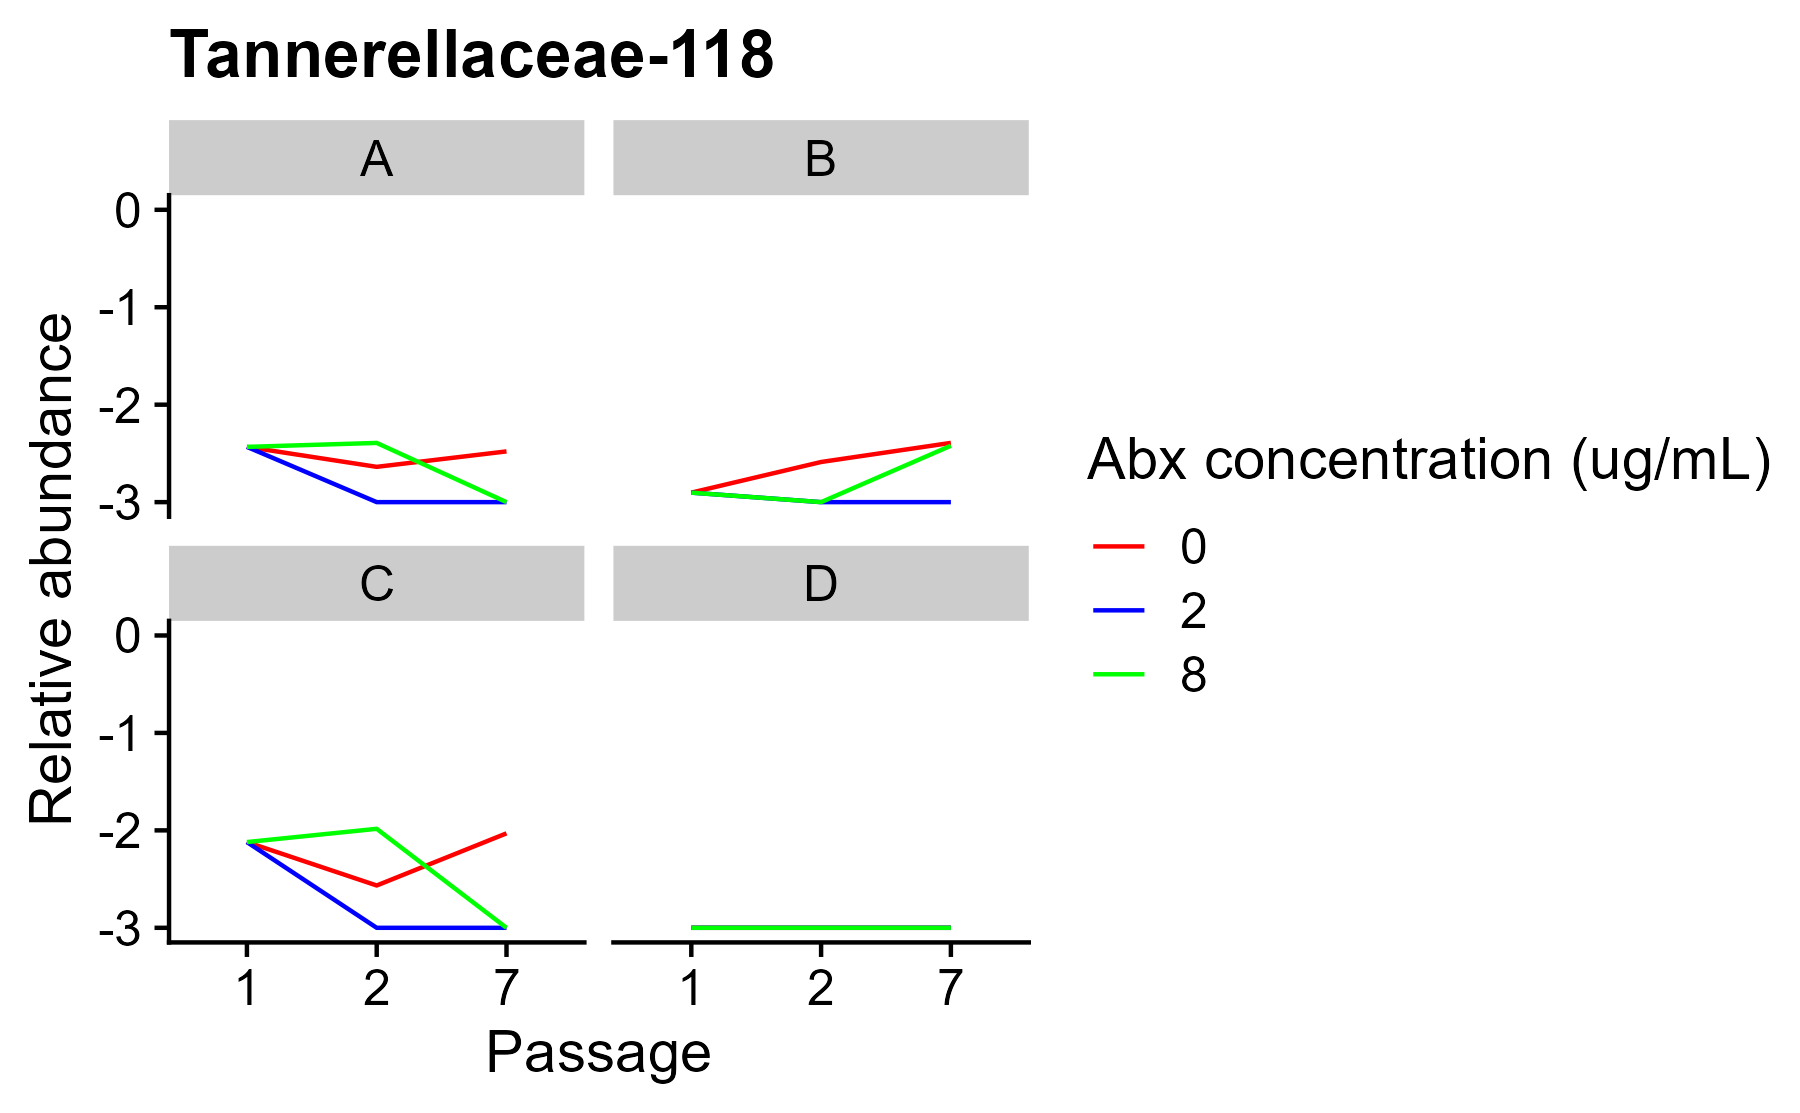 Tannerellaceae-118
A
B
0
-1
-2
-3
C
D
0
-1
-2
-3
1
2
7
1
2
7
Passage
Relative abundance
Abx concentration (ug/mL)
0
2
8